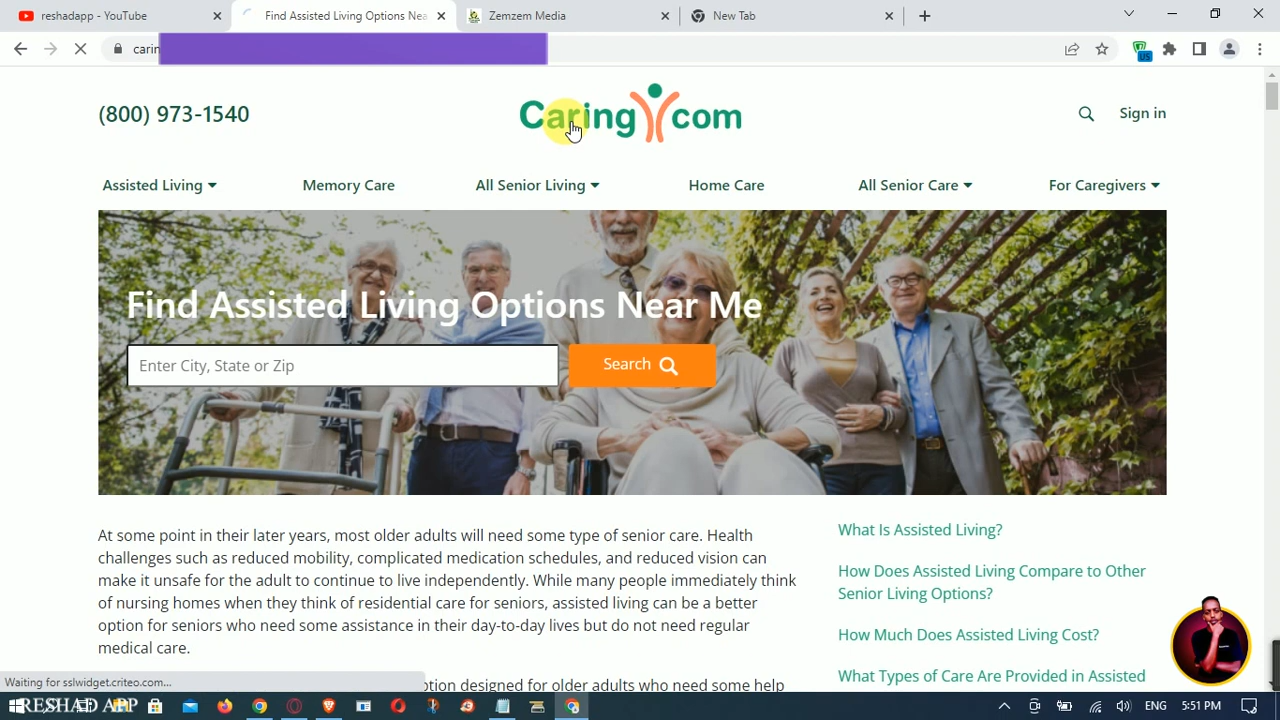 reshadapp - YouTube
Find Assisted Living Options Nea
Zemzem Media
New Tab
carin
US
(800) 973-1540
Caring com
Sign in
Assisted Living
Memory Care
All Senior Living
Home Care
All Senior Care
For Caregivers
Find Assisted Living Options Near Me
Enter City, State or Zip
Search
At some point in their later years, most older adults will need some type of senior care. Health
challenges such as reduced mobility, complicated medication schedules, and reduced vision can
make it unsafe for the adult to continue to live independently. While many people immediately think
of nursing homes when they think of residential care for seniors, assisted living can be a better
option for seniors who need some assistance in their day-to-day lives but do not need regular
medical care.
What Is Assisted Living?
How Does Assisted Living Compare to Other
Senior Living Options?
How Much Does Assisted Living Cost?
What Types of Care Are Provided in Assisted
Waiting for sslwidget.criteo.com...
ption designed for older adults who need some help
RESHAD APP
ENG
5:51 PM